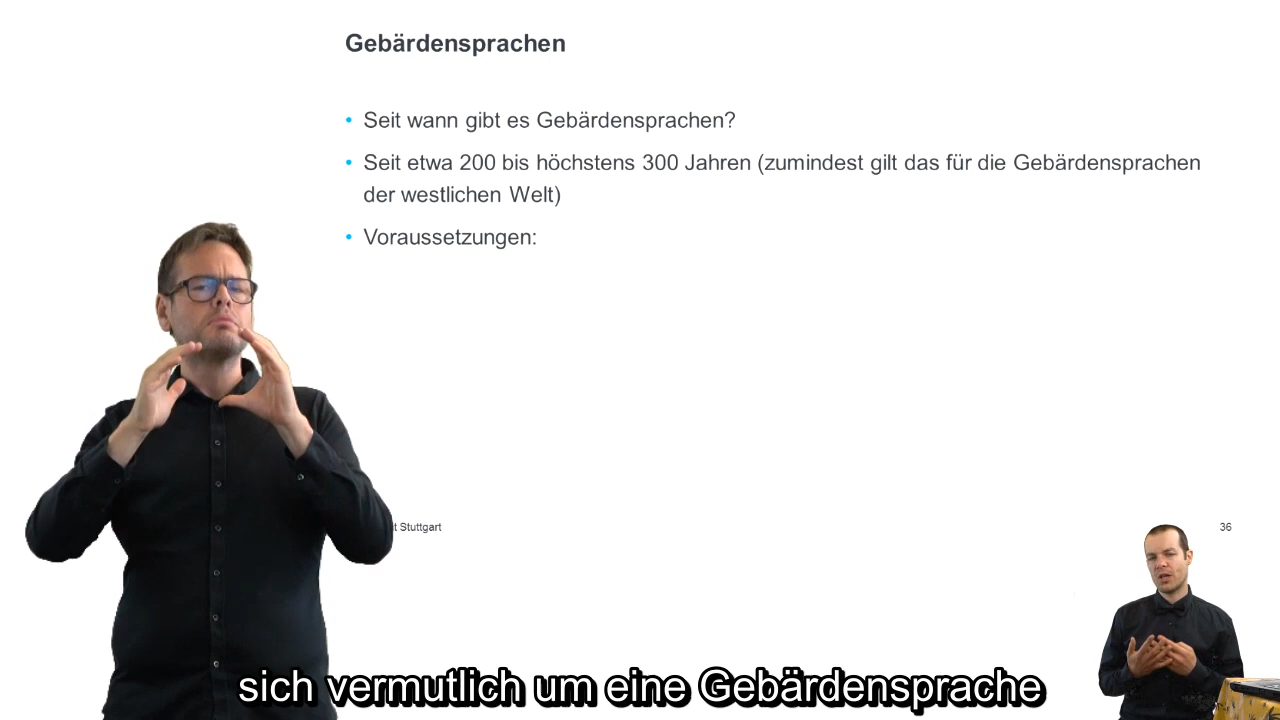 Gebärdensprachen
• Seit wann gibt es Gebärdensprachen?
• Seit etwa 200 bis höchstens 300 Jahren (zumindest gilt das für die Gebärdensprachen
der westlichen Welt)
• Voraussetzungen:
Stuttgart
36
sich vermutlich um eine Gebärdensprache